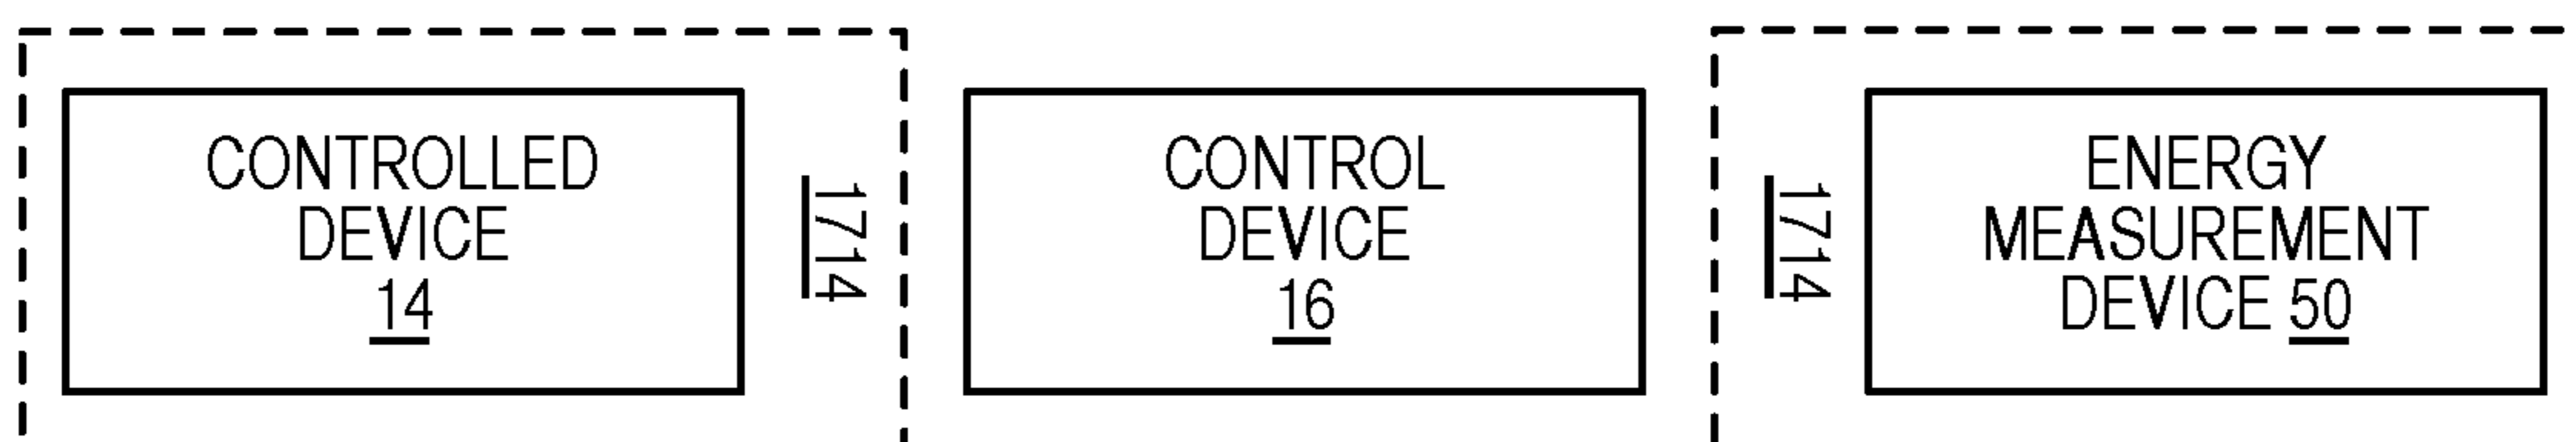 CONTROLLED
DEVICE
14
1714
CONTROL
DEVICE
16
1714
ENERGY
MEASUREMENT
DEVICE 50